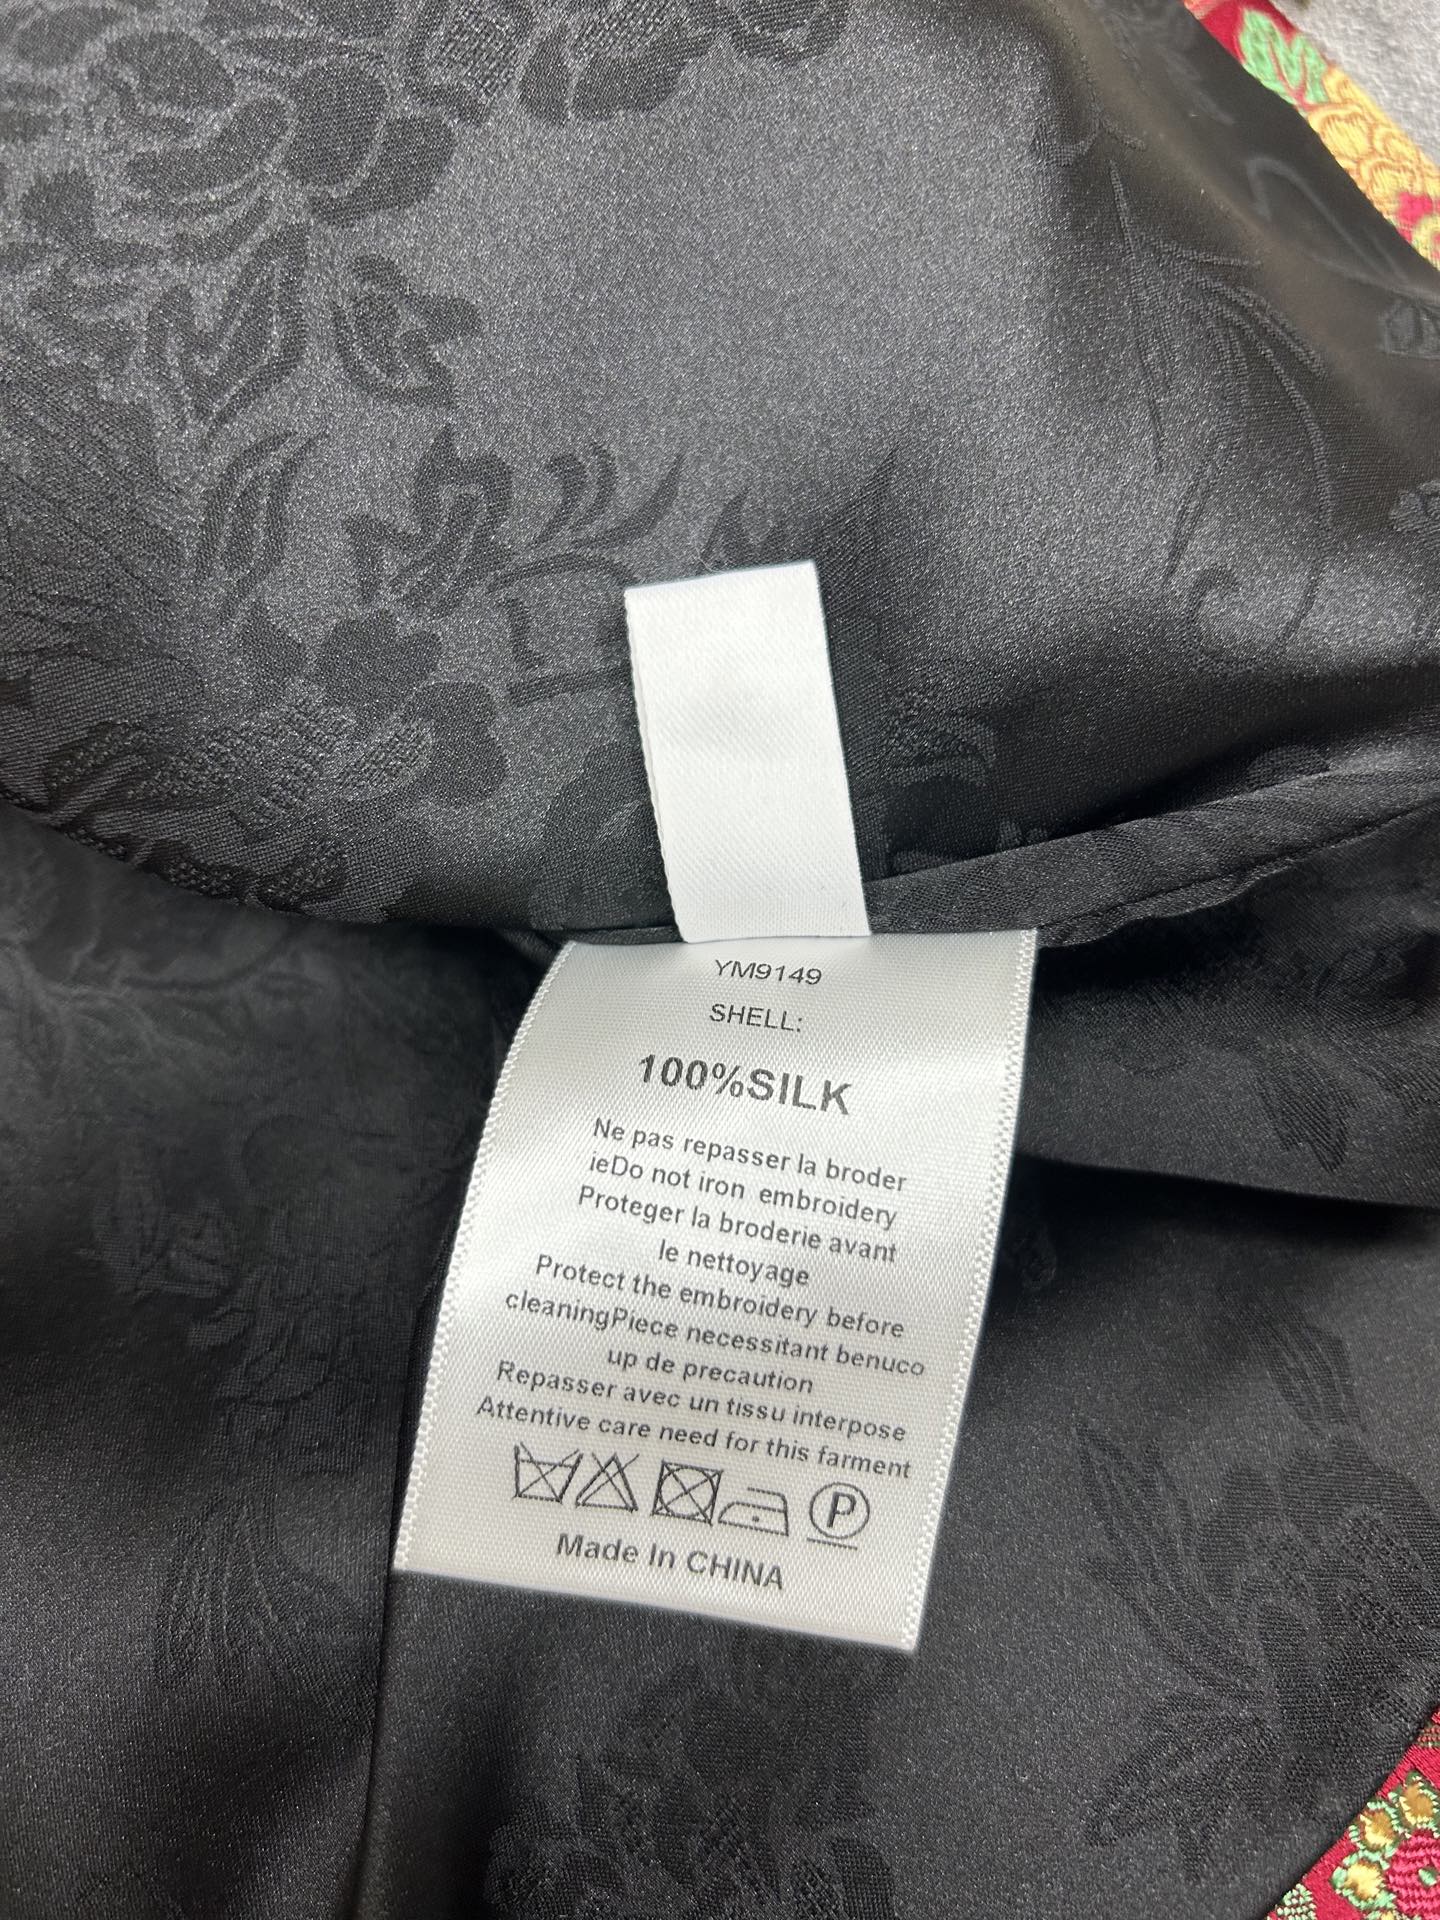 YM9149
SHELL:
100%SILK
Ne pas repasser la broder
ieDo not iron embroidery
Proteger la broderie avant
le nettoyage
Protect the embroidery before
cleaningPiece necessitant benuco
up de precaution
Repasser avec un tissu interpose
Attentive care need for this farment
P
Made In CHINA